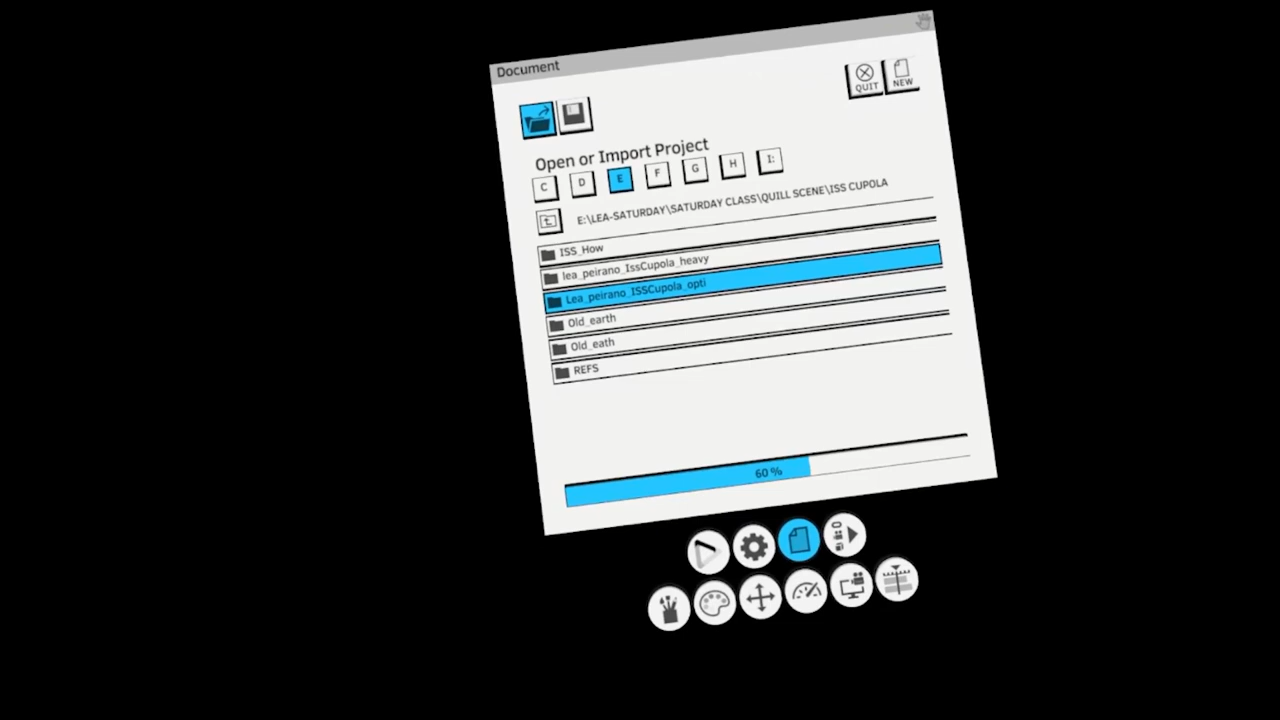 Document
QUIT NEW
Open or Import Project
C D E F G H I:
E:\LEA-SATURDAY\SATURDAY CLASS\QUILL SCENE\ISS CUPOLA
ISS_How
lea_peirano_IssCupola_heavy
Lea_peirano_ISSCupola_opti
Old_earth
Old_eath
REFS
60 %